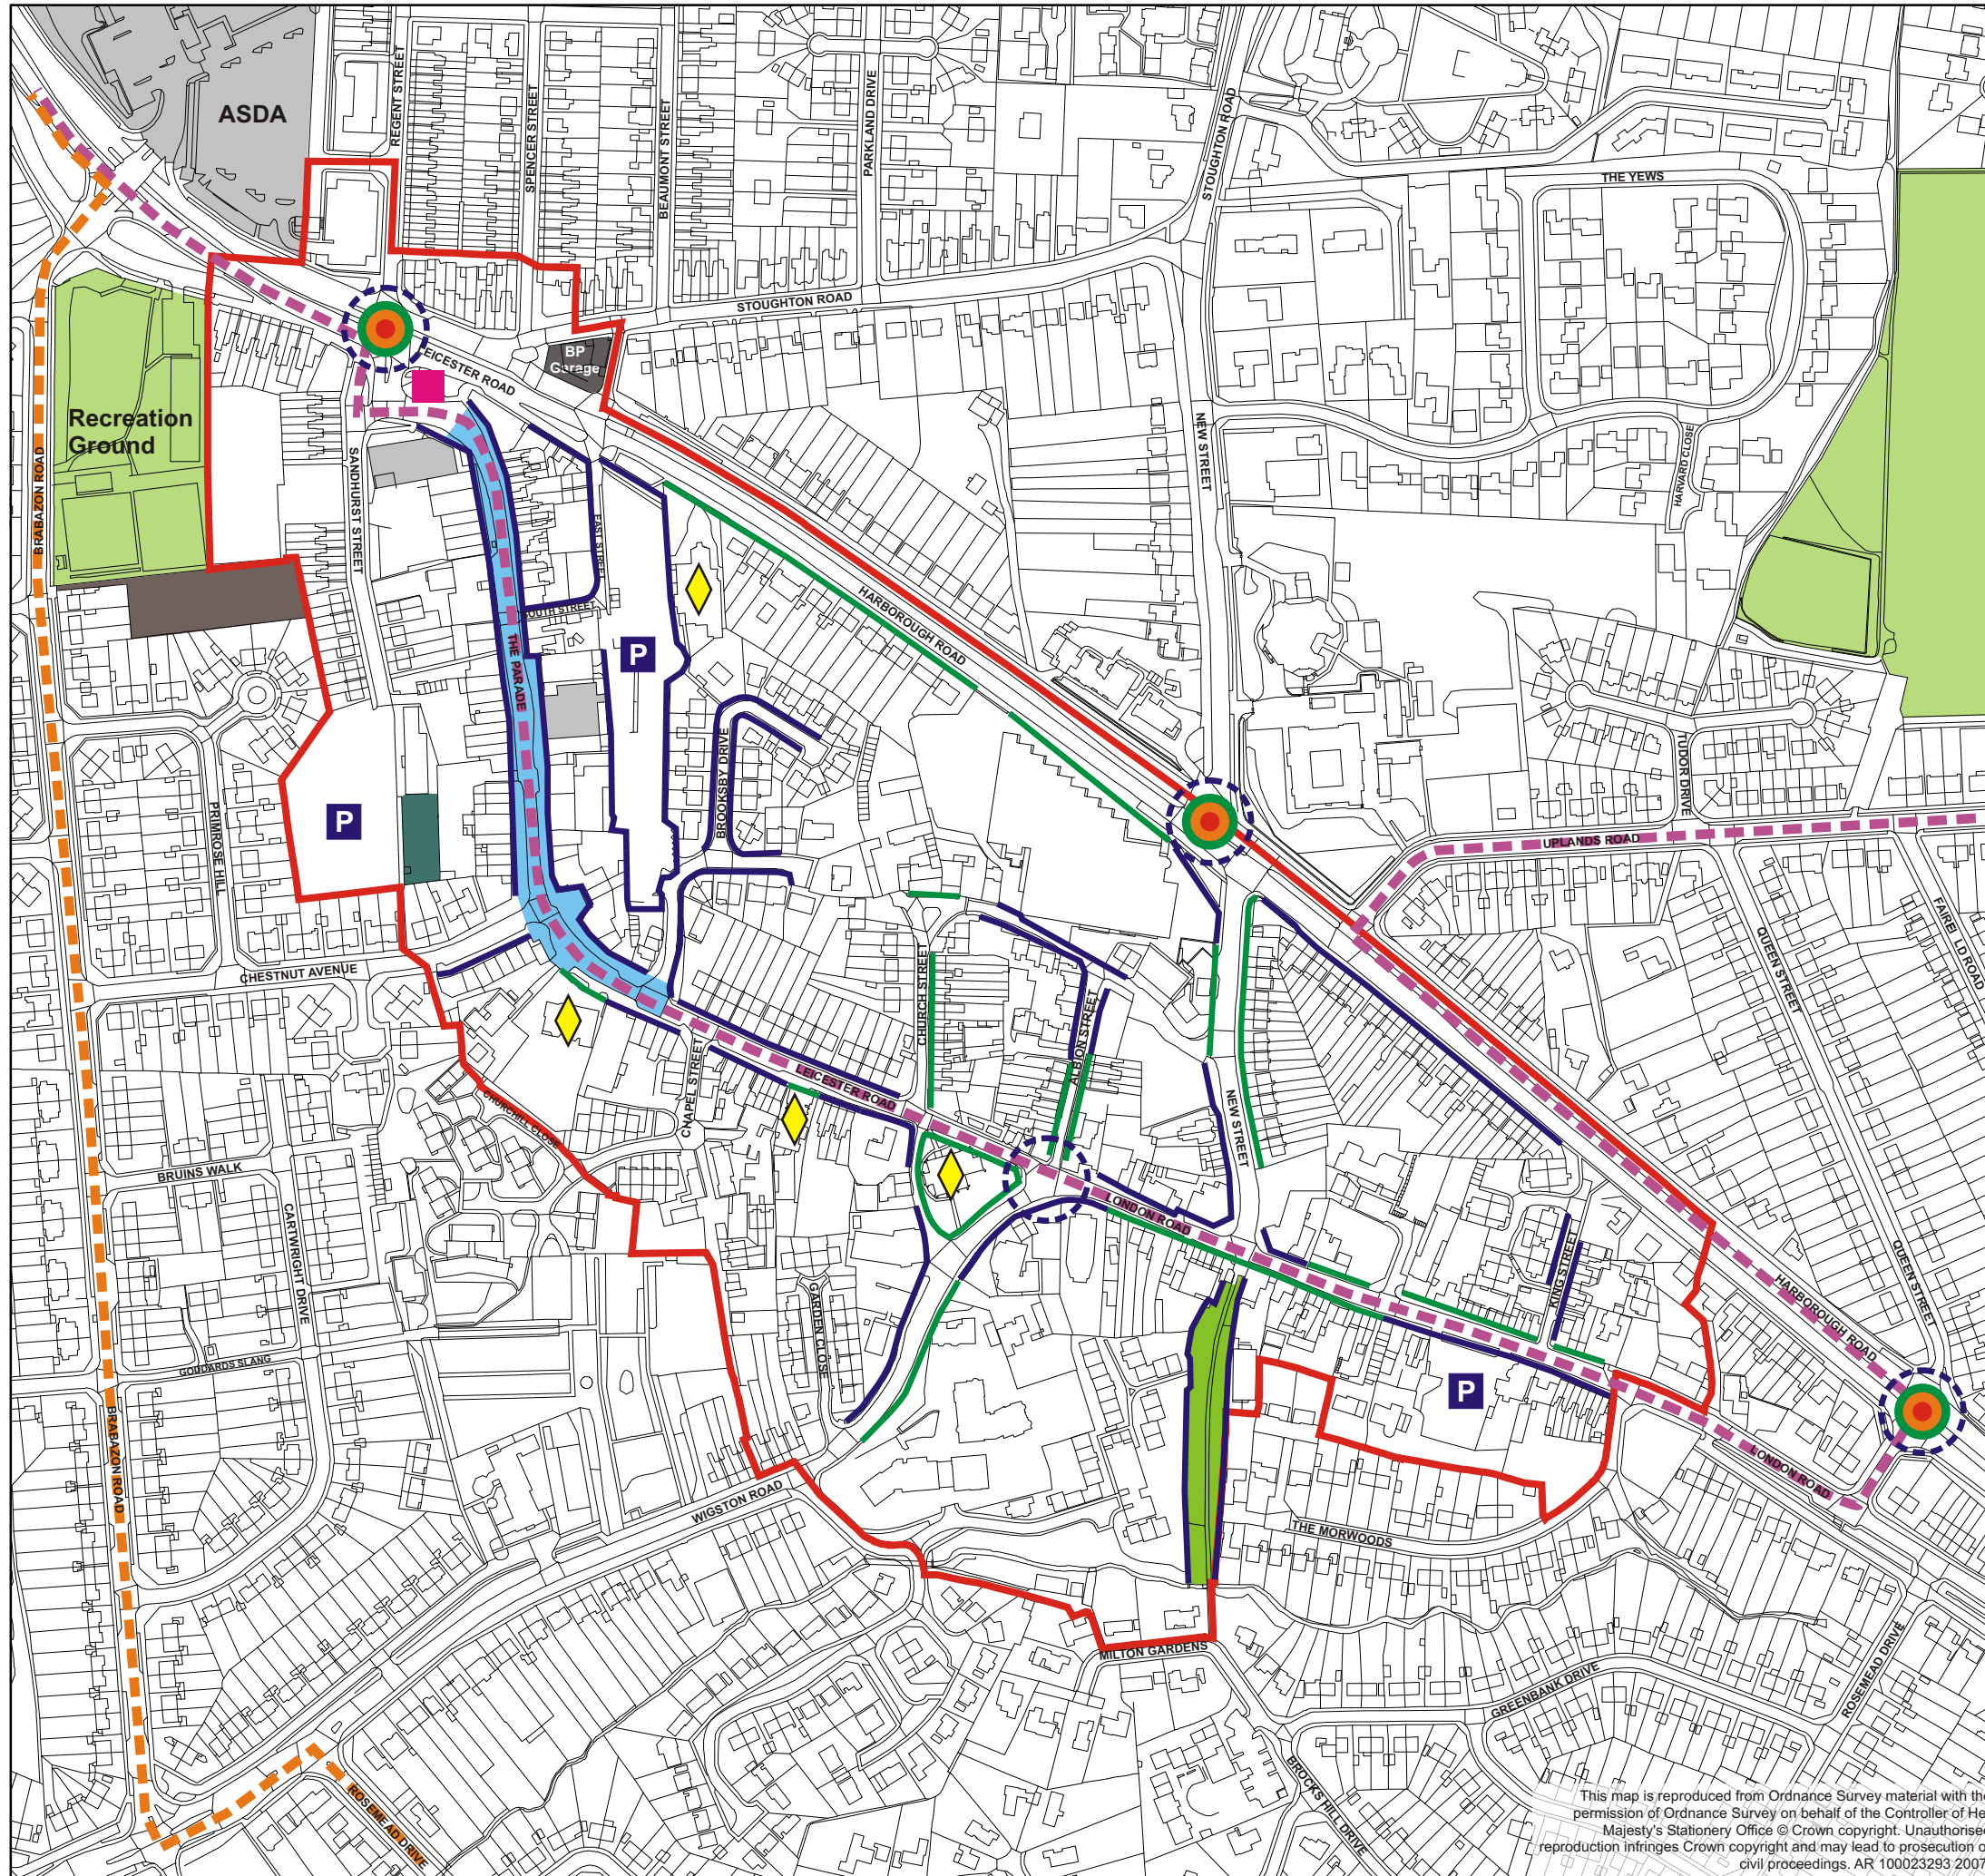 ASDA
REGENT STREET
SPENCER STREET
BEAUMONT STREET
PARKLAND DRIVE
STOUGHTON ROAD
THE YEWS
STOUGHTON ROAD
LEICESTER ROAD
BP
Garage
Recreation
Ground
BRABAZON ROAD
SANDHURST STREET
EAST STREET
SOUTH STREET
THE PARADE
P
HARBOROUGH ROAD
NEW STREET
HARVARD CLOSE
TUDOR DRIVE
UPLANDS ROAD
P
PRIMROSE HILL
BROOKSBY DRIVE
CHESTNUT AVENUE
CHURCH STREET
ALBION STREET
QUEEN STREET
FAIRFIELD ROAD
CHAPEL STREET
LEICESTER ROAD
CHURCHILL CLOSE
NEW STREET
BRUINS WALK
CARTWRIGHT DRIVE
LONDON ROAD
KING STREET
HARBOROUGH ROAD
QUEEN STREET
GARDEN CLOSE
GODDARDS SLANG
P
BRABAZON ROAD
LONDON ROAD
WIGSTON ROAD
THE MORWOODS
MILTON GARDENS
GREENBANK DRIVE
ROSEMEAD DRIVE
BROCKS HILL DRIVE
ROSEMEAD DRIVE
This map is reproduced from Ordnance Survey material with the
permission of Ordnance Survey on behalf of the Controller of He
Majesty's Stationery Office © Crown copyright. Unauthorised
reproduction infringes Crown copyright and may lead to prosecution o
civil proceedings. AR 100023293 200